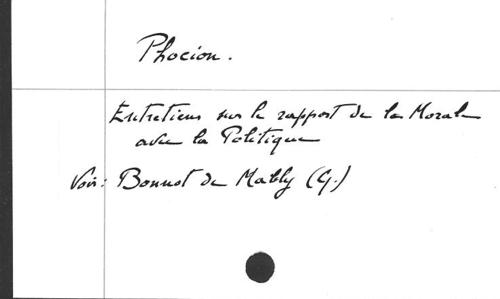 Phocion.
Entretiens sur le rapport de la Morale
avec la Politique
Voir: Bonnot de Mably (G.)